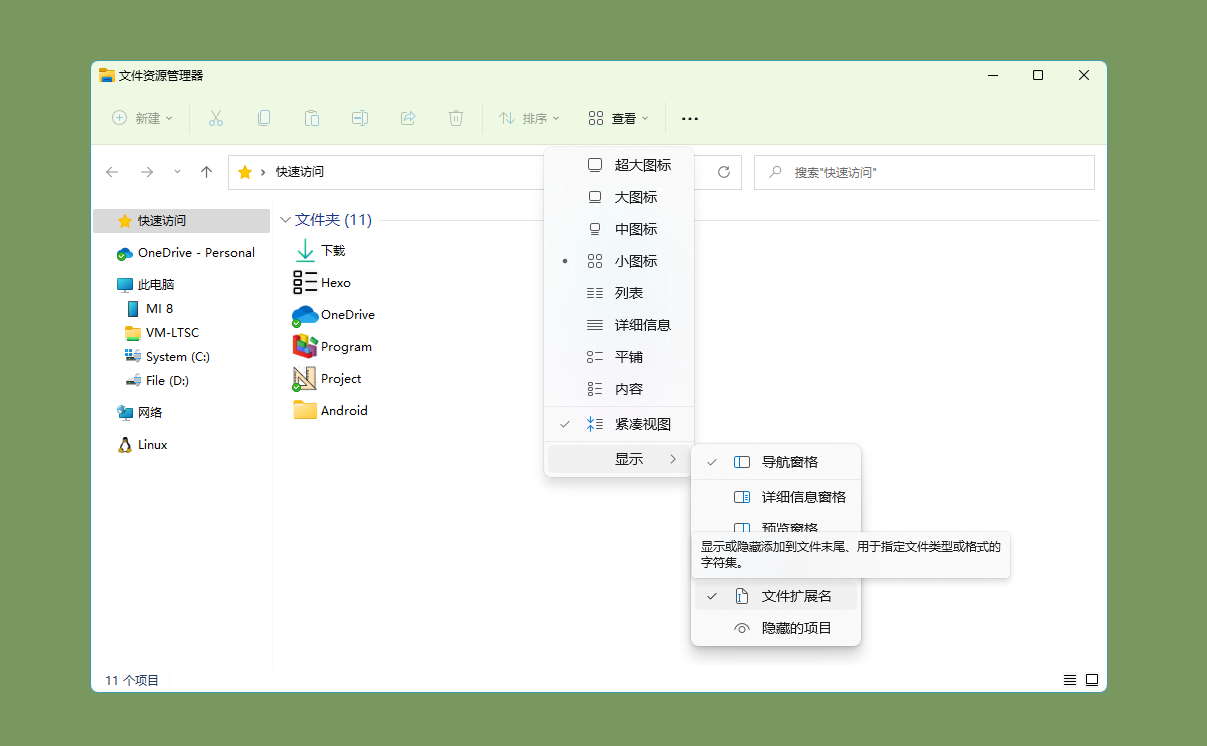 文件资源管理器
新建
排序
查看
快速访问
搜索"快速访问"
快速访问
OneDrive - Personal
此电脑
MI 8
VM-LTSC
System (C:)
File (D:)
网络
Linux
文件夹 (11)
下载
Hexo
OneDrive
Program
Project
Android
超大图标
大图标
中图标
小图标
列表
详细信息
平铺
内容
紧凑视图
显示
导航窗格
详细信息窗格
预览窗格
显示或隐藏添加到文件末尾、用于指定文件类型或格式的
字符集。
文件扩展名
隐藏的项目
11 个项目